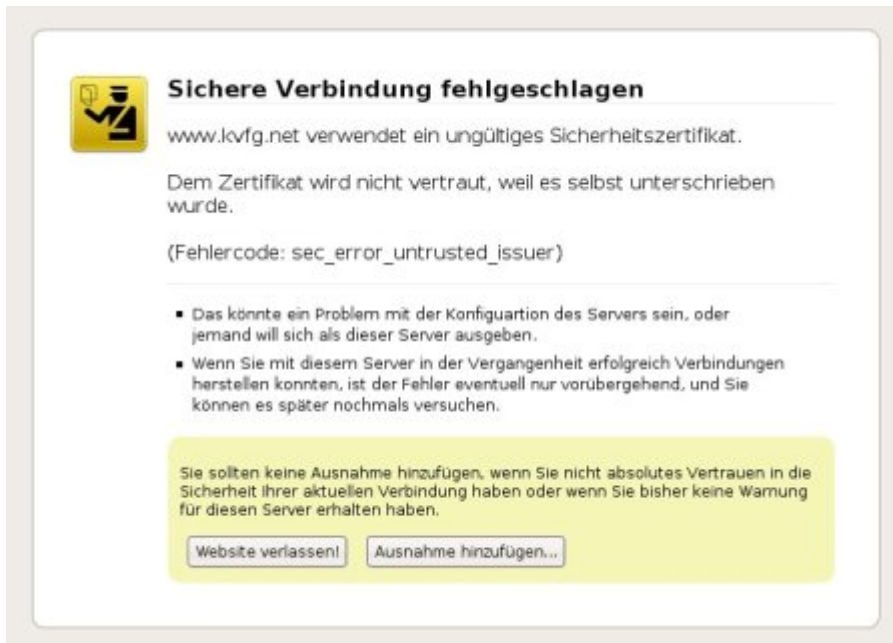 Sichere Verbindung fehlgeschlagen
www.kvfg.net verwendet ein ungültiges Sicherheitszertifikat.
Dem Zertifikat wird nicht vertraut, weil es selbst unterschrieben
wurde.
(Fehlercode: sec_error_untrusted_issuer)
Das könnte ein Problem mit der Konfiguartion des Servers sein, oder
jemand will sich als dieser Server ausgeben.
Wenn Sie mit diesem Server in der Vergangenheit erfolgreich Verbindungen
herstellen konnten, ist der Fehler eventuell nur vorübergehend, und Sie
können es später nochmals versuchen.
Sie sollten keine Ausnahme hinzufügen, wenn Sie nicht absolutes Vertrauen in die
Sicherheit Ihrer aktuellen Verbindung haben oder wenn Sie bisher keine Warnung
für diesen Server erhalten haben.
Website verlassen! Ausnahme hinzufügen...